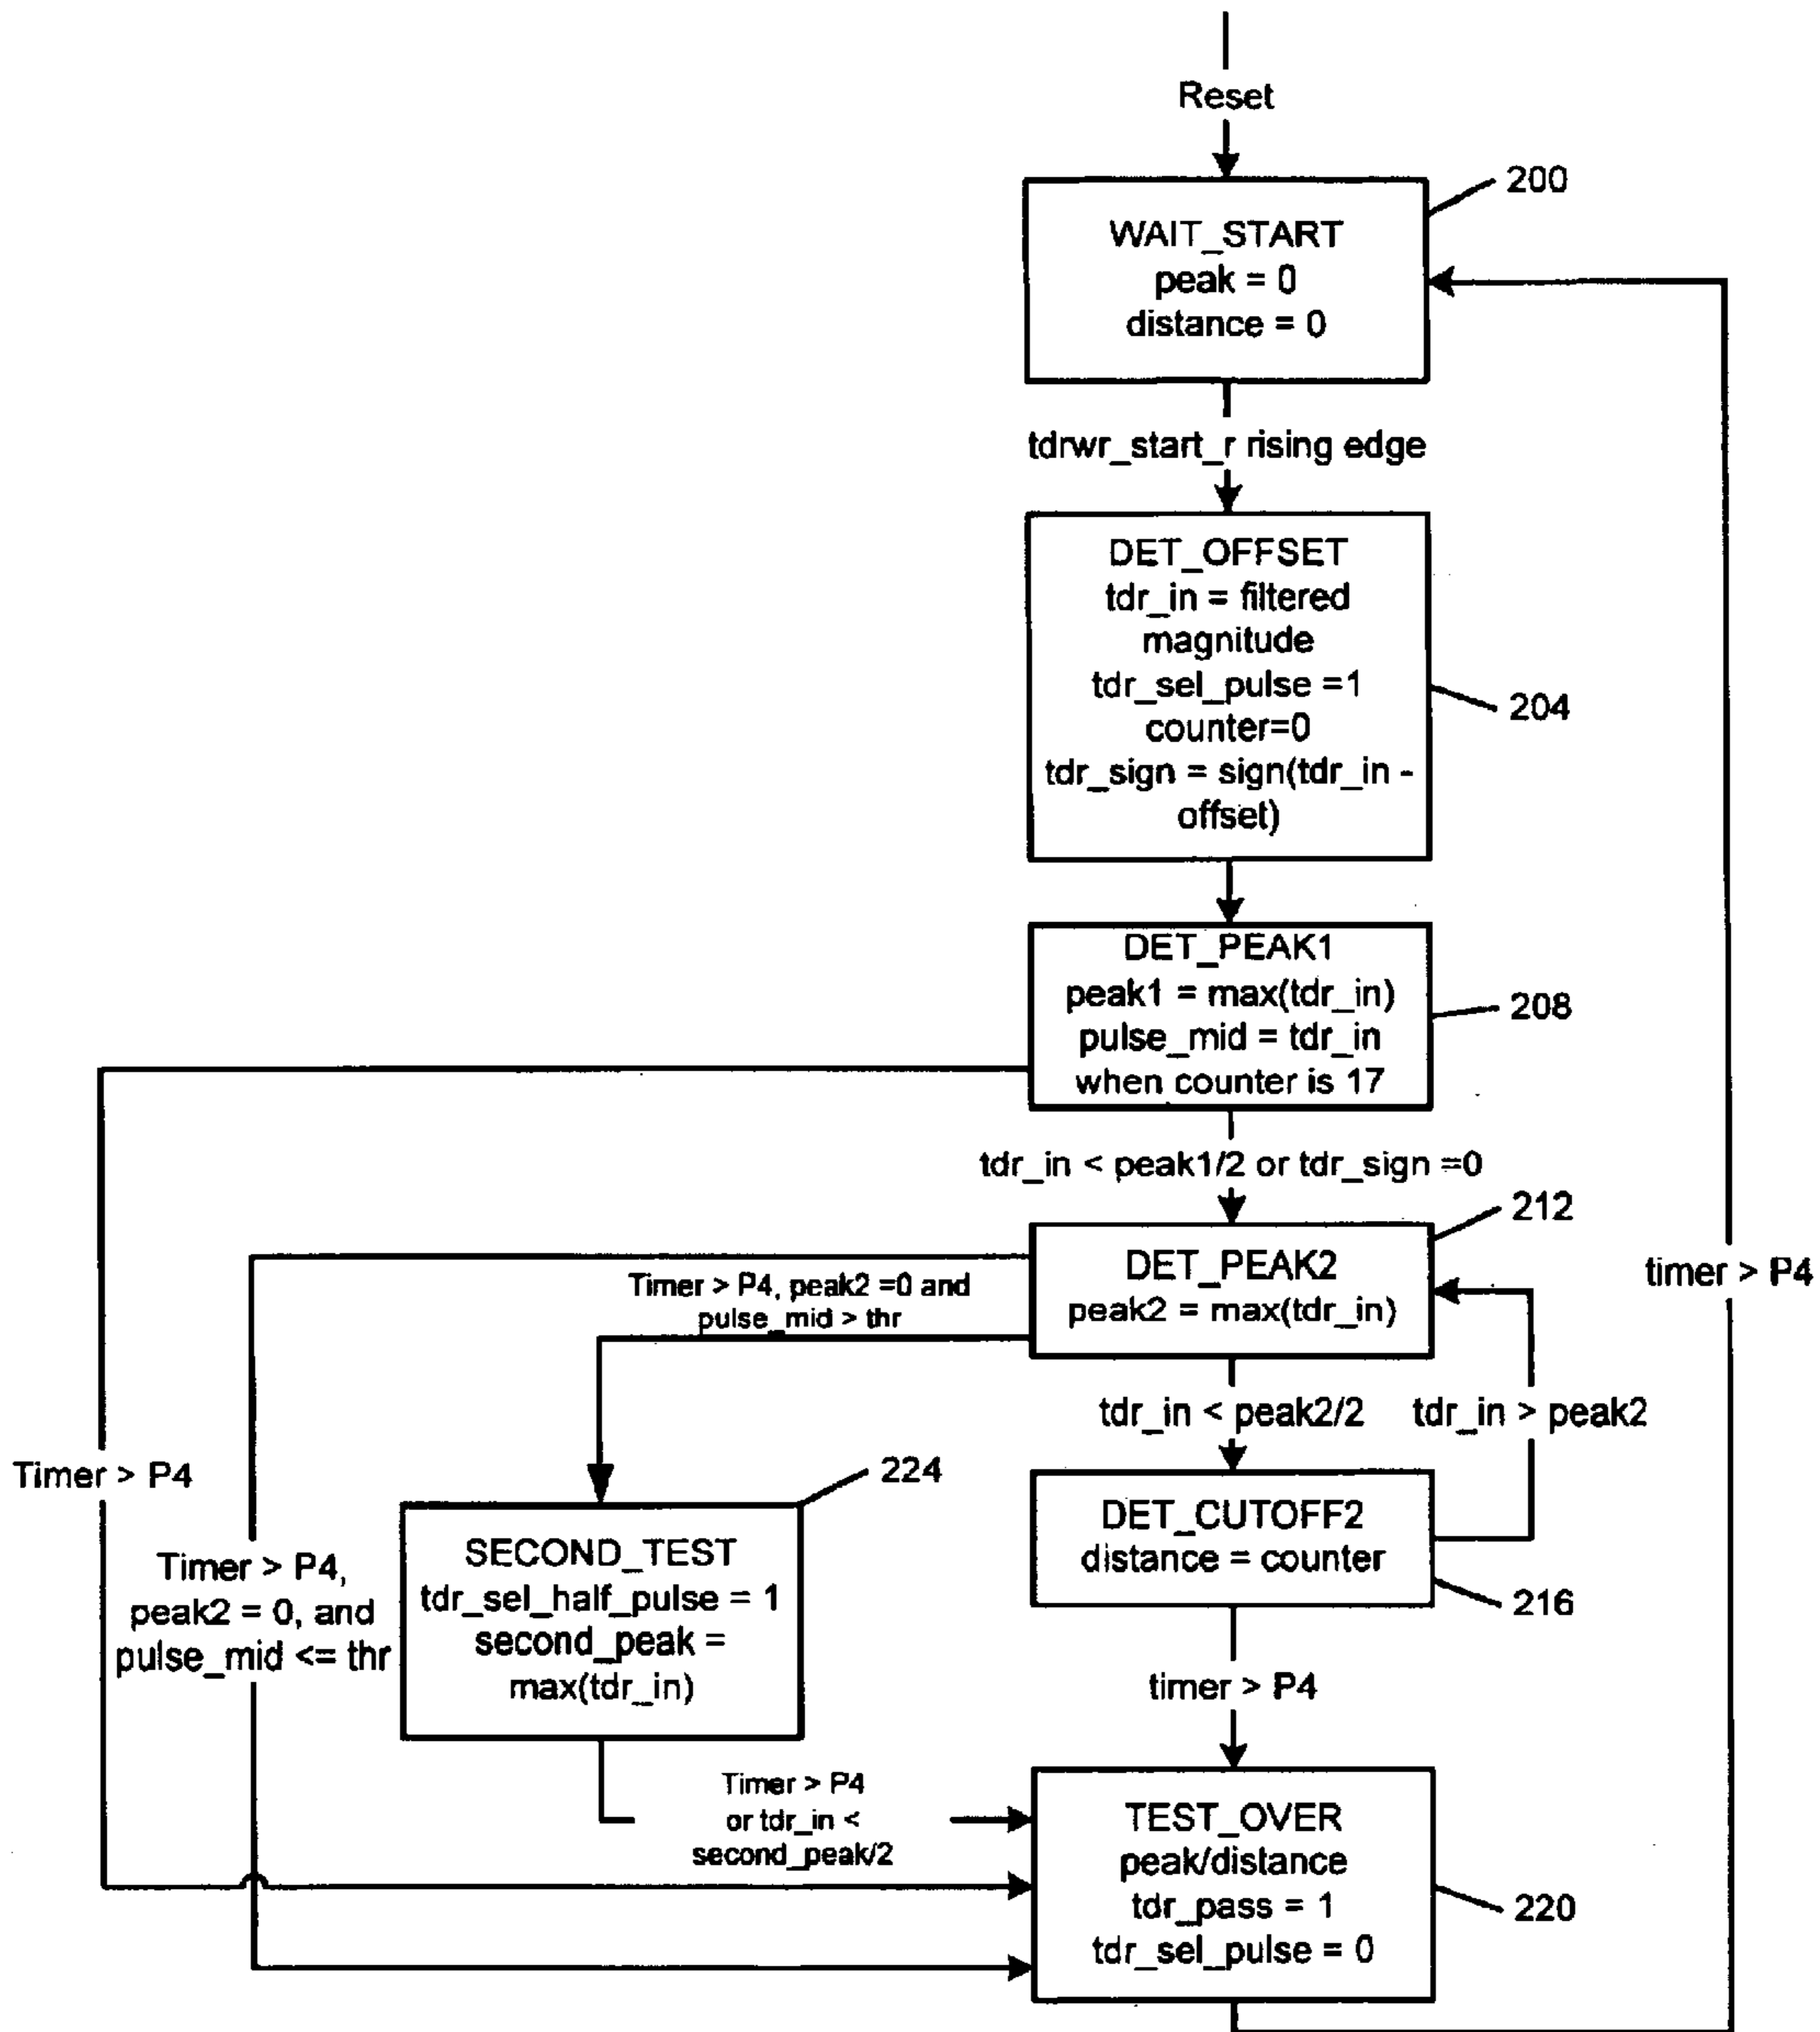 Reset
200
WAIT_START
peak = 0
distance = 0
tdrwr_start_r rising edge
DET_OFFSET
tdr_in = filtered
magnitude
tdr_sel_pulse =1
counter=0
tdr_sign = sign(tdr_in -
offset)
204
DET_PEAK1
peak1 = max(tdr_in)
pulse_mid = tdr_in
when counter is 17
208
tdr_in < peak1/2 or tdr_sign =0
212
DET_PEAK2
peak2 = max(tdr_in)
timer > P4
Timer > P4, peak2 =0 and
pulse_mid > thr
tdr_in < peak2/2
tdr_in > peak2
Timer > P4
224
DET_CUTOFF2
distance = counter
216
SECOND_TEST
tdr_sel_half_pulse = 1
second_peak =
max(tdr_in)
Timer > P4,
peak2 = 0, and
pulse_mid <= thr
timer > P4
Timer > P4
or tdr_in <
second_peak/2
TEST_OVER
peak/distance
tdr_pass = 1
tdr_sel_pulse = 0
220